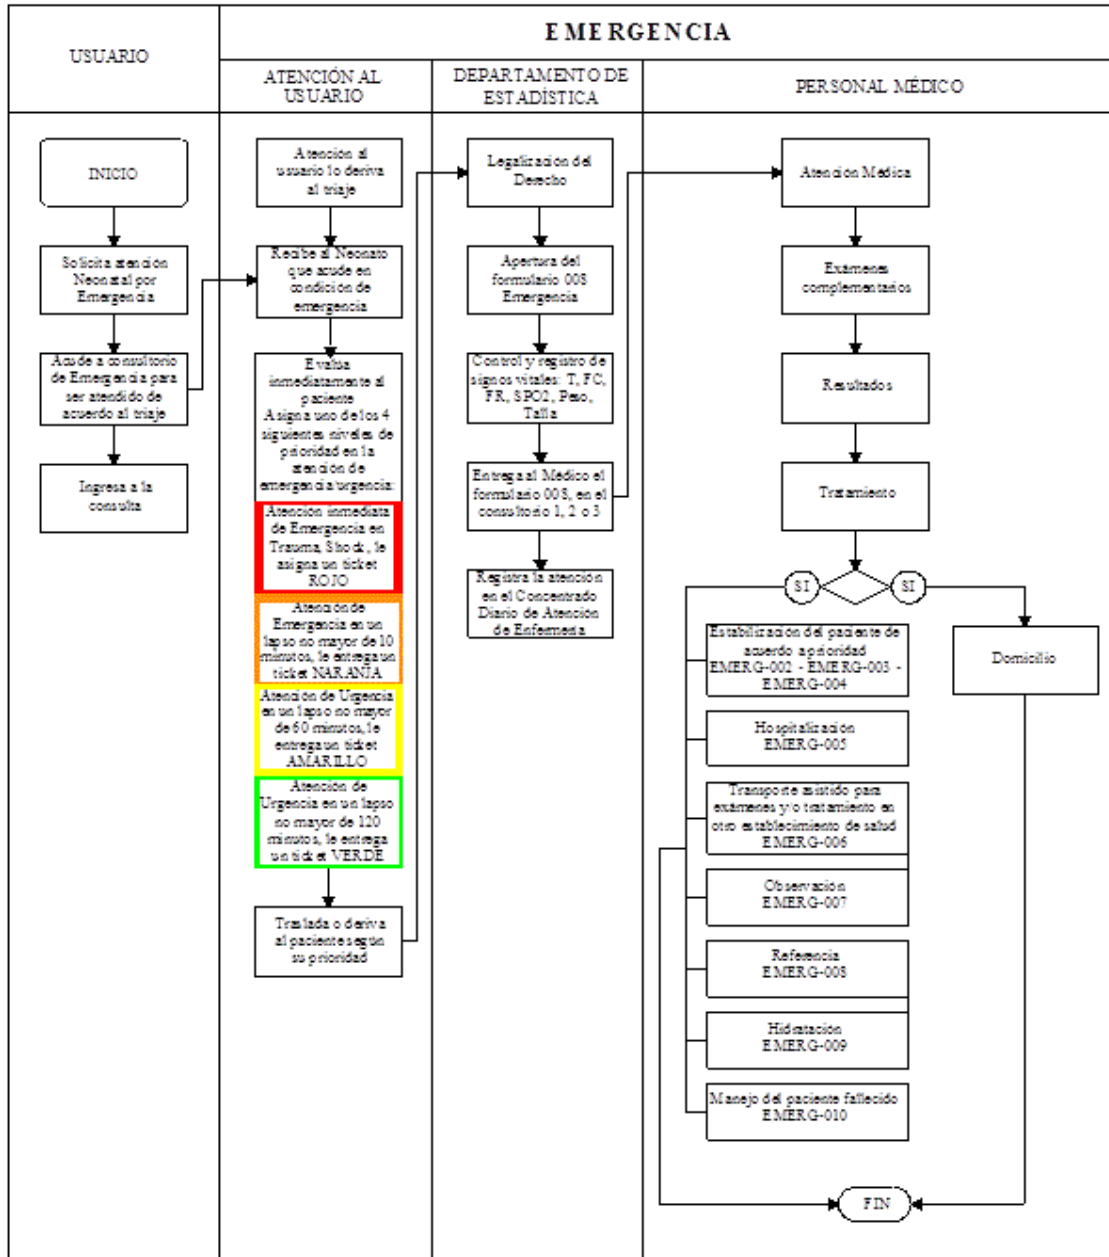 EMERGENCIA
USUARIO
ATENCIÓN AL
USUARIO
DEPARTAMENTO DE
ESTADÍSTICA
PERSONAL MÉDICO
INICIO
Solicita atención
Neonatal por
Emergencia
Acude a consultorio
de Emergencia para
ser atendido de
acuerdo al triaje
Ingresa a la
consulta
Atención al
usuario lo deriva
al triaje
Recibe al Neonato
que acude en
condición de
emergencia
Evalua
inmediatamente al
paciente
Asigna uno de los 4
siguientes niveles de
prioridad en la
atención de
emergencia/urgencia:
Atención inmediata
de Emergencia en
Trauma, Shock, le
asigna un ticket
ROJO
Atención de
Emergencia en un
lapso no mayor de 10
minutos, le entrega un
ticket NARANJA
Atención de Urgencia
en un lapso no mayor
de 60 minutos, le
entrega un ticket
AMARILLO
Atención de
Urgencia en un lapso
no mayor de 120
minutos, le entrega
un ticket VERDE
Traslada o deriva
al paciente según
su prioridad
Legalización del
Derecho
Apertura del
formulario 008
Emergencia
Control y registro de
signos vitales: T, FC,
FR, SPO2, Peso,
Talla
Entrega al Médico el
formulario 008, en el
consultorio 1, 2 o 3
Registra la atención
en el Concentrado
Diario de Atención
de Enfermería
Atención Médica
Exámenes
complementarios
Resultados
Tratamiento
SI
SI
Estabilización del paciente de
acuerdo a prioridad
EMERG-002 - EMERG-003 -
EMERG-004
Domicilio
Hospitalización
EMERG-005
Transporte asistido para
exámenes y/o tratamiento en
otro establecimiento de salud
EMERG-006
Observación
EMERG-007
Referencia
EMERG-008
Hidratación
EMERG-009
Manejo del paciente fallecido
EMERG-010
FIN